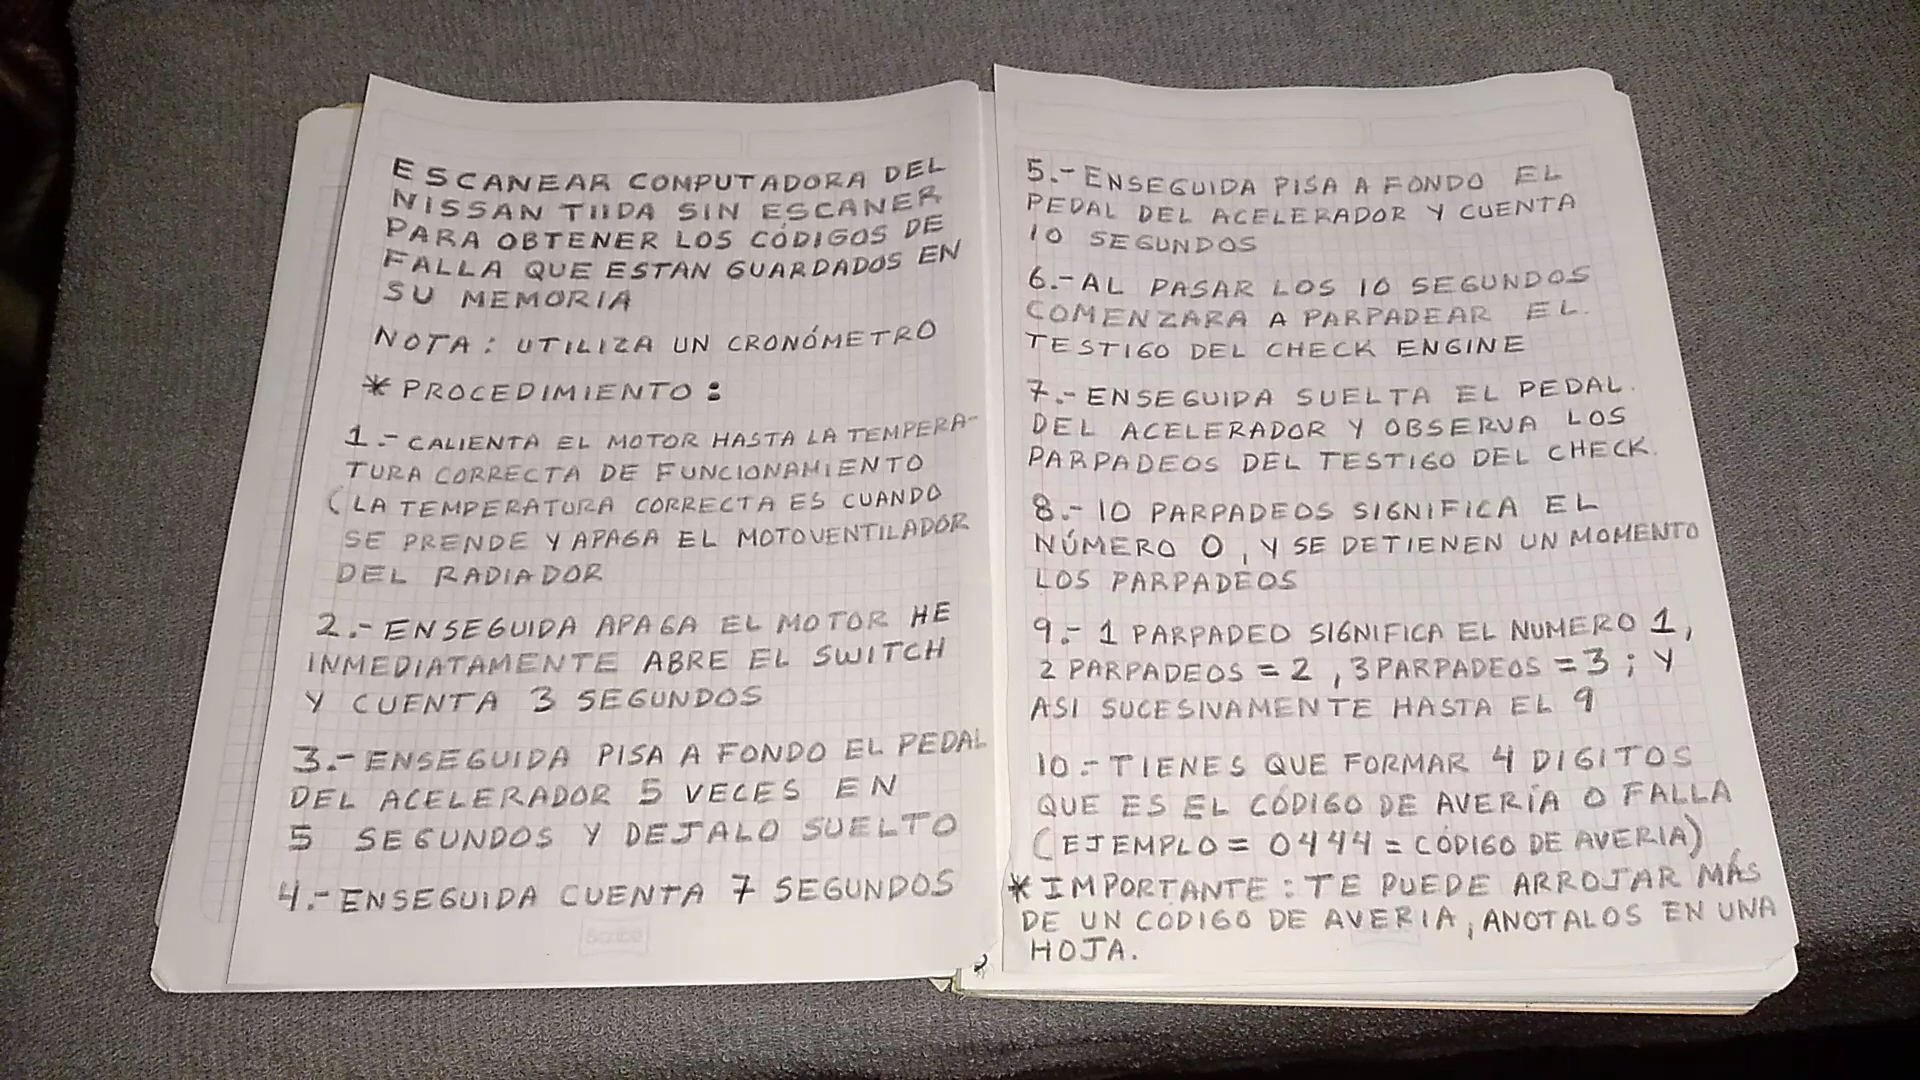 ESCANEAR COMPUTADORA DEL
NISSAN TIIDA SIN ESCANER
PARA OBTENER LOS CÓDIGOS DE
FALLA QUE ESTAN GUARDADOS EN
SU MEMORIA
NOTA: UTILIZA UN CRONÓMETRO
* PROCEDIMIENTO:
1.- CALIENTA EL MOTOR HASTA LA TEMPERA-
TURA CORRECTA DE FUNCIONAMIENTO
(LA TEMPERATURA CORRECTA ES CUANDO
SE PRENDE Y APAGA EL MOTOVENTILADOR
DEL RADIADOR
2.- ENSEGUIDA APAGA EL MOTOR HE
INMEDIATAMENTE ABRE EL SWITCH
Y CUENTA 3 SEGUNDOS
3.- ENSEGUIDA PISA A FONDO EL PEDAL
DEL ACELERADOR 5 VECES EN
5 SEGUNDOS Y DEJALO SUELTO
4.- ENSEGUIDA CUENTA 7 SEGUNDOS
Scribe
5.- ENSEGUIDA PISA A FONDO EL
PEDAL DEL ACELERADOR Y CUENTA
10 SEGUNDOS
6.- AL PASAR LOS 10 SEGUNDOS
COMENZARA A PARPADEAR EL.
TESTIGO DEL CHECK ENGINE
7.- ENSEGUIDA SUELTA EL PEDAL.
DEL ACELERADOR Y OBSERVA LOS
PARPADEOS DEL TESTIGO DEL CHECK.
8.- 10 PARPADEOS SIGNIFICA EL
NÚMERO 0, Y SE DETIENEN UN MOMENTO
LOS PARPADEOS
9.- 1 PARPADEO SIGNIFICA EL NUMERO 1,
2 PARPADEOS = 2, 3 PARPADEOS = 3; Y
ASI SUCESIVAMENTE HASTA EL 9
10.- TIENES QUE FORMAR 4 DIGITOS
QUE ES EL CÓDIGO DE AVERÍA O FALLA
(EJEMPLO = 0444 = CÓDIGO DE AVERIA)
* IMPORTANTE: TE PUEDE ARROJAR MÁS
DE UN CODIGO DE AVERIA, ANOTALOS EN UNA
HOJA.